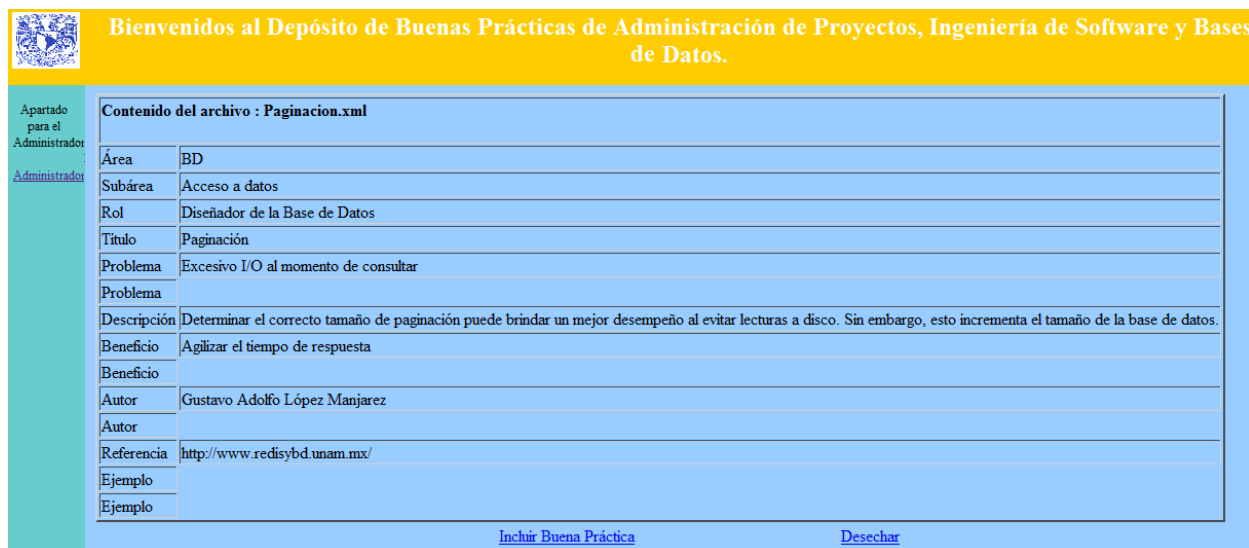 Bienvenidos al Depósito de Buenas Prácticas de Administración de Proyectos, Ingeniería de Software y Bases
de Datos.
Apartado
para el
Administrador
:
Administrador
Contenido del archivo : Paginacion.xml
Área BD
Subárea Acceso a datos
Rol Diseñador de la Base de Datos
Titulo Paginación
Problema Excesivo I/O al momento de consultar
Problema
Descripción Determinar el correcto tamaño de paginación puede brindar un mejor desempeño al evitar lecturas a disco. Sin embargo, esto incrementa el tamaño de la base de datos.
Beneficio Agilizar el tiempo de respuesta
Beneficio
Autor Gustavo Adolfo López Manjarez
Autor
Referencia http://www.redisybd.unam.mx/
Ejemplo
Ejemplo
Incluir Buena Práctica Desechar